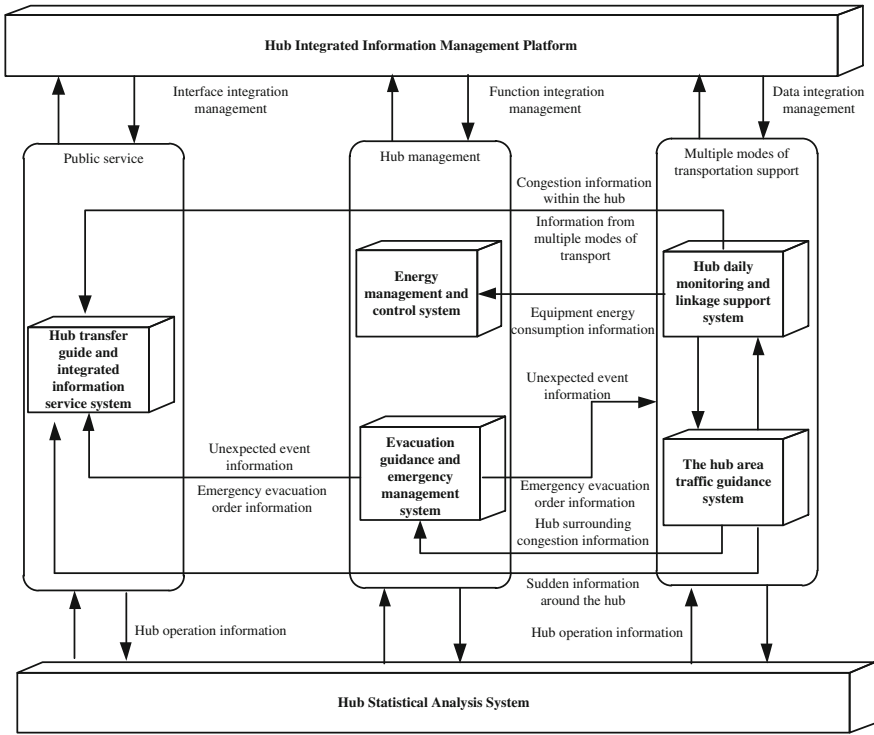 Hub Integrated Information Management Platform
Interface integration
management
Function integration
management
Data integration
management
Public service
Hub management
Multiple modes of
transportation support
Congestion information
within the hub
Information from
multiple modes of
transport
Energy
management and
control system
Hub daily
monitoring and
linkage support
system
Equipment energy
consumption information
Hub transfer
guide and
integrated
information
service system
Unexpected event
information
Unexpected event
information
Emergency evacuation
order information
Evacuation
guidance and
emergency
management
system
Emergency evacuation
order information
The hub area
traffic guidance
system
Hub surrounding
congestion information
Sudden information
around the hub
Hub operation information
Hub operation information
Hub Statistical Analysis System